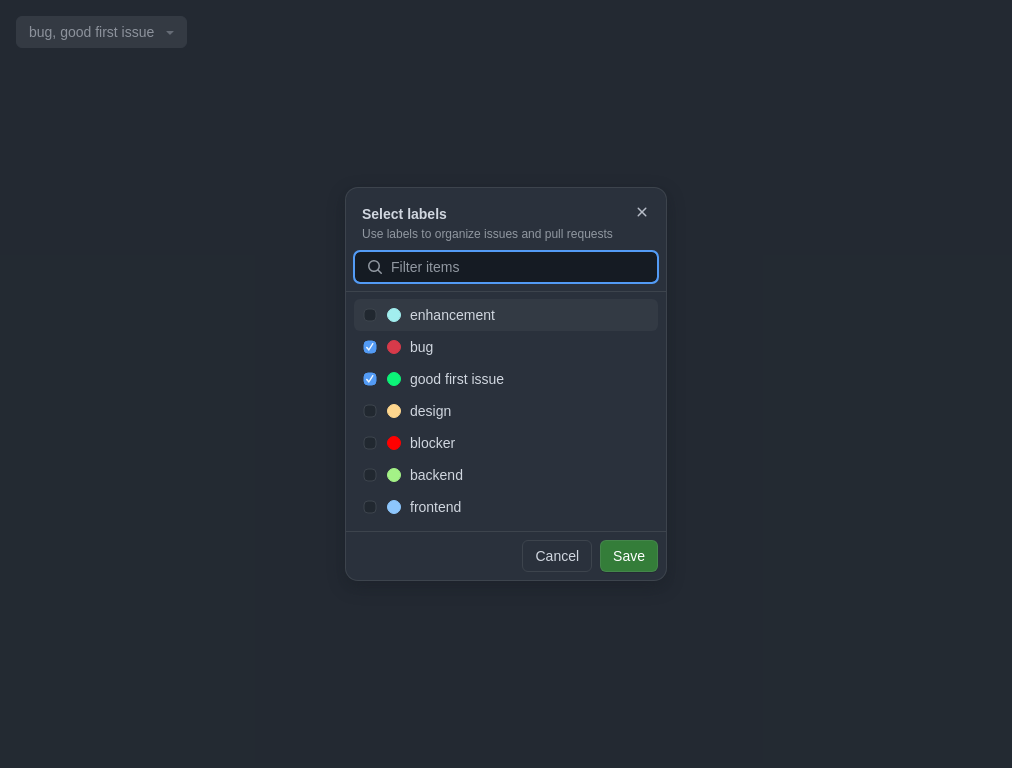 bug, good first issue
Select labels
Use labels to organize issues and pull requests
Filter items
enhancement
bug
good first issue
design
blocker
backend
frontend
Cancel
Save